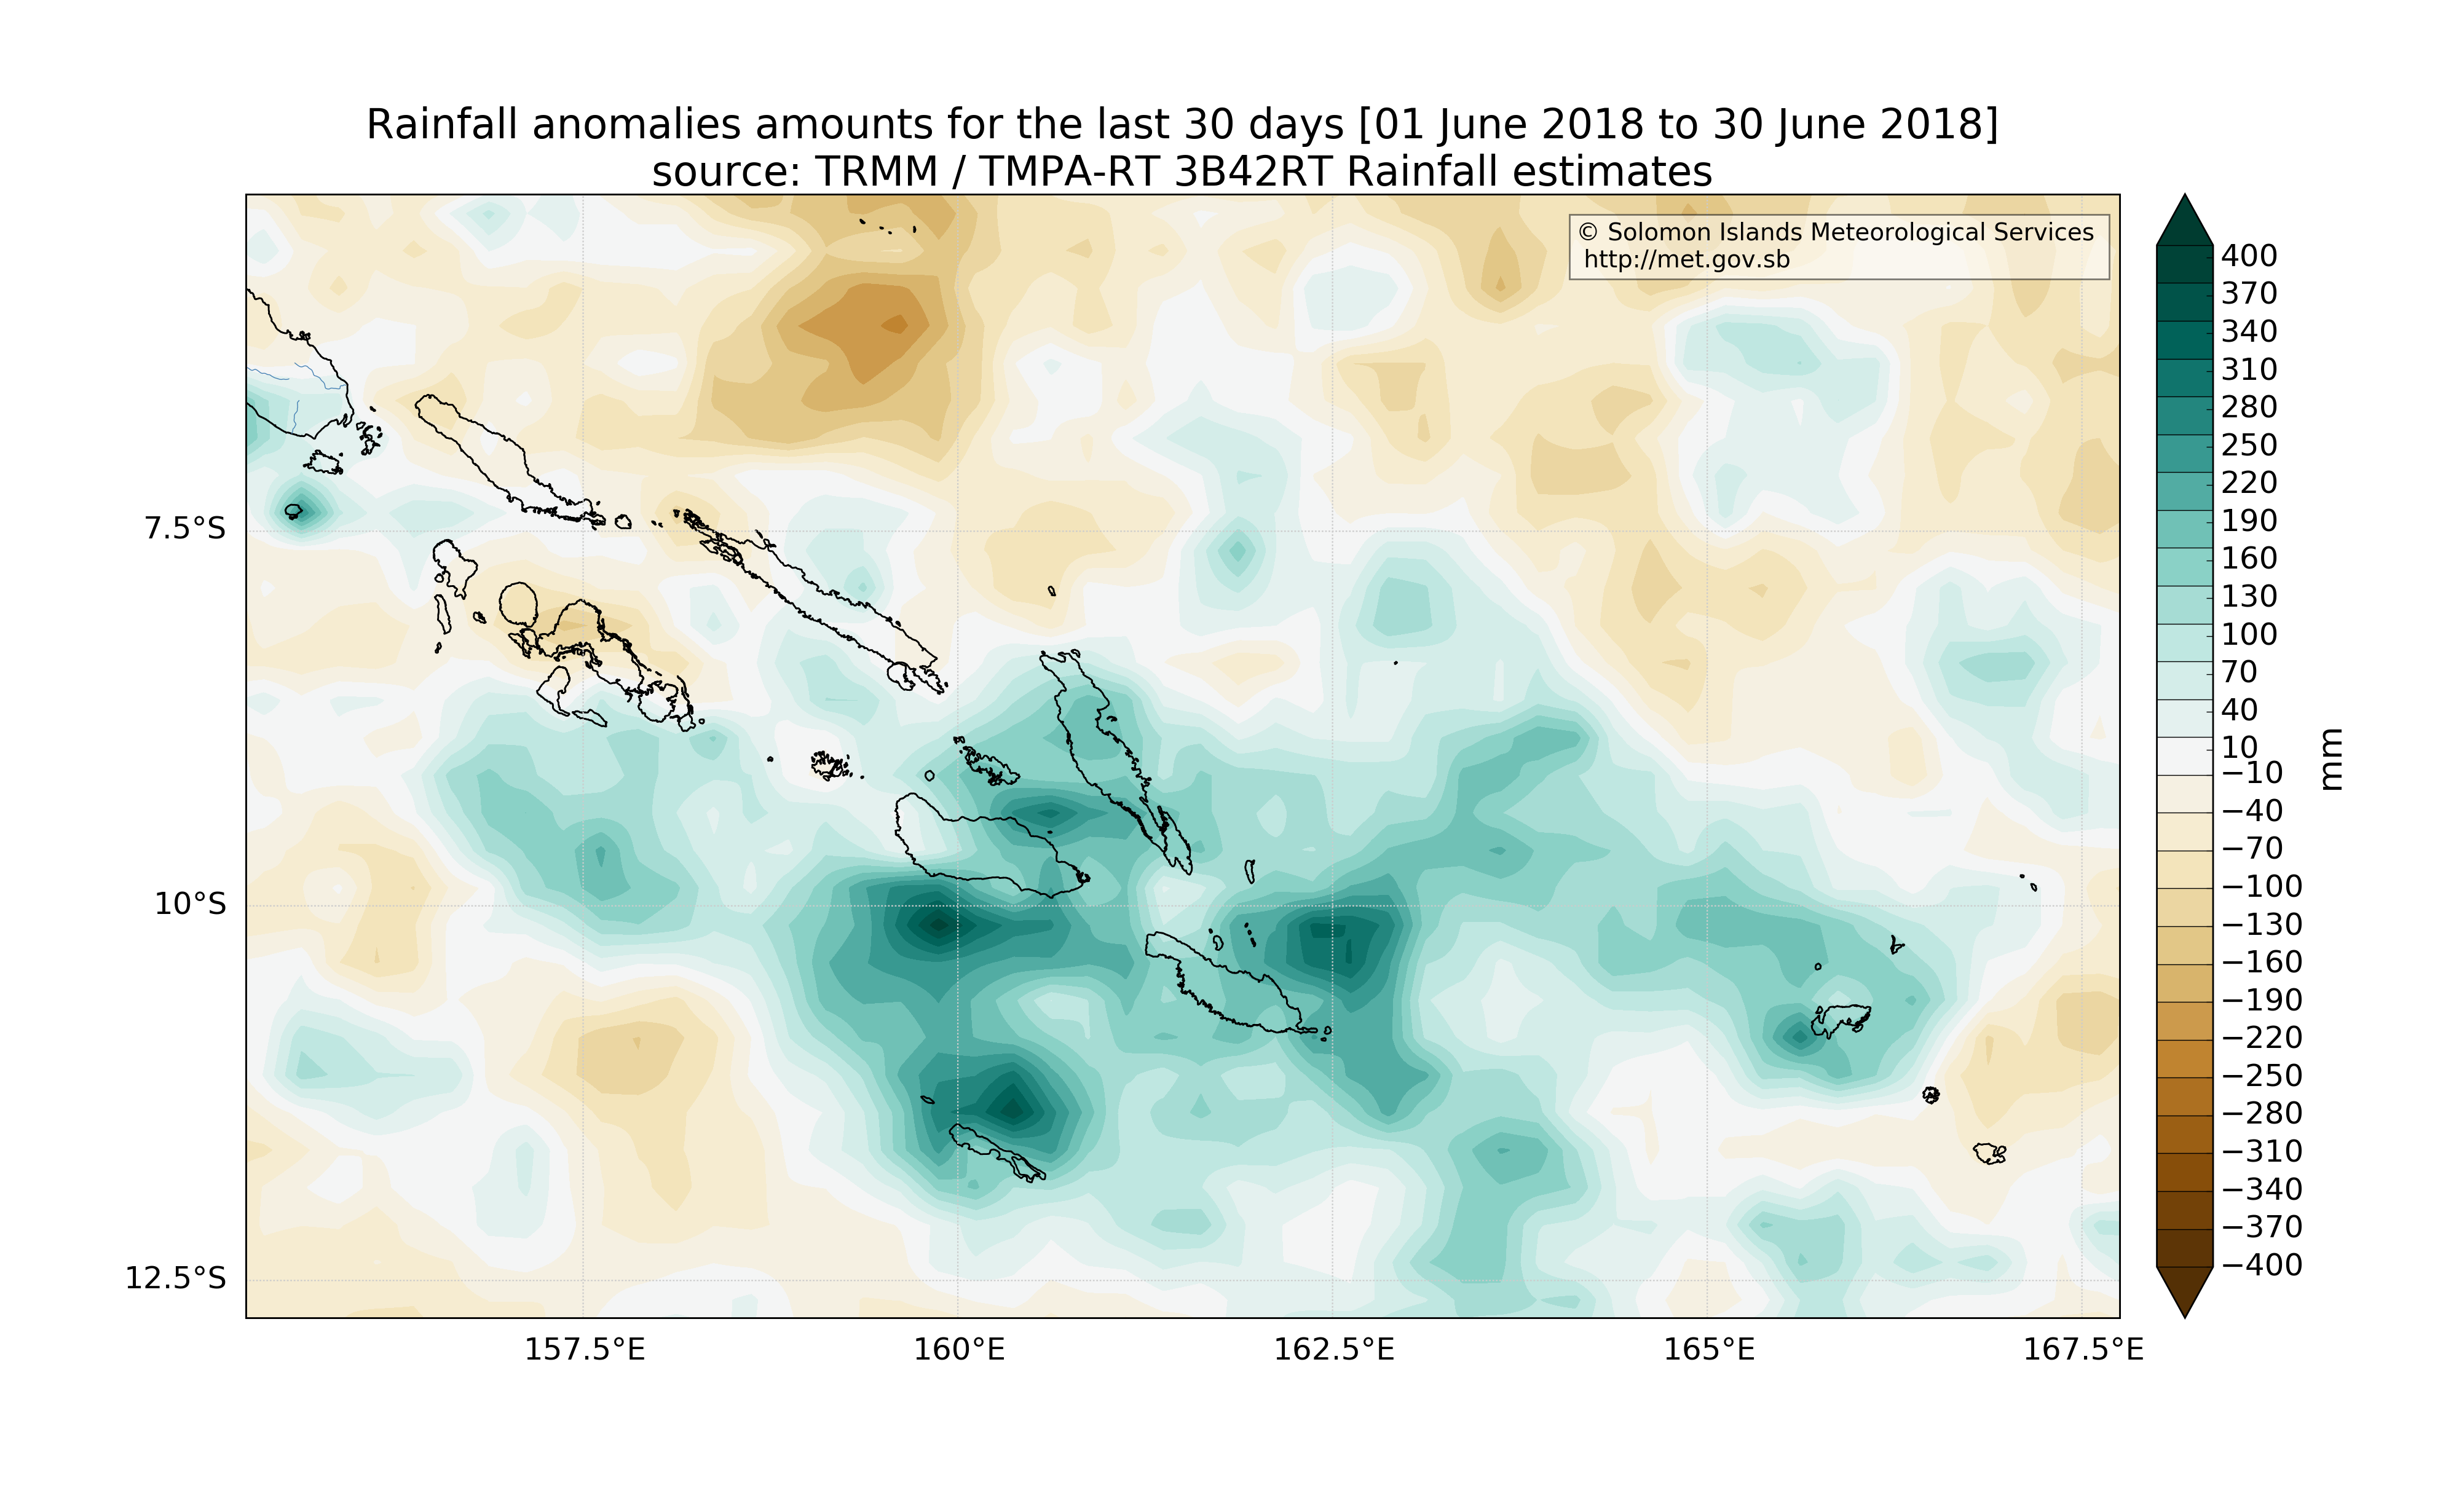 Rainfall anomalies amounts for the last 30 days [01 June 2018 to 30 June 2018]
source: TRMM / TMPA-RT 3B42RT Rainfall estimates
© Solomon Islands Meteorological Services
http://met.gov.sb
7.5°S
10°S
12.5°S
157.5°E
160°E
162.5°E
165°E
167.5°E
400
370
340
310
280
250
220
190
160
130
100
70
40
10
−10
−40
−70
−100
−130
−160
−190
−220
−250
−280
−310
−340
−370
−400
mm